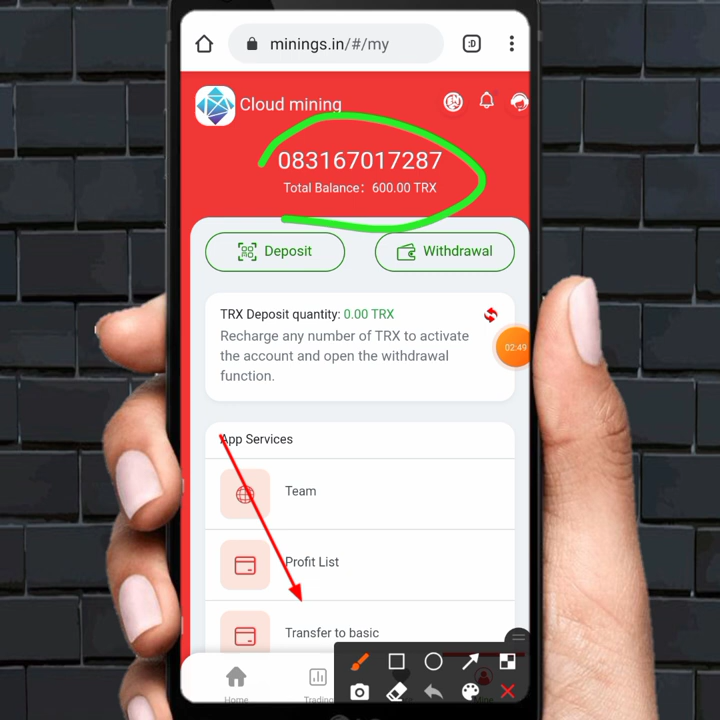 minings.in/#/my
:D
Cloud mining
083167017287
Total Balance: 600.00 TRX
Deposit
Withdrawal
TRX Deposit quantity: 0.00 TRX
Recharge any number of TRX to activate
the account and open the withdrawal
function.
02:49
App Services
Team
Profit List
Transfer to basic
Home
Trading